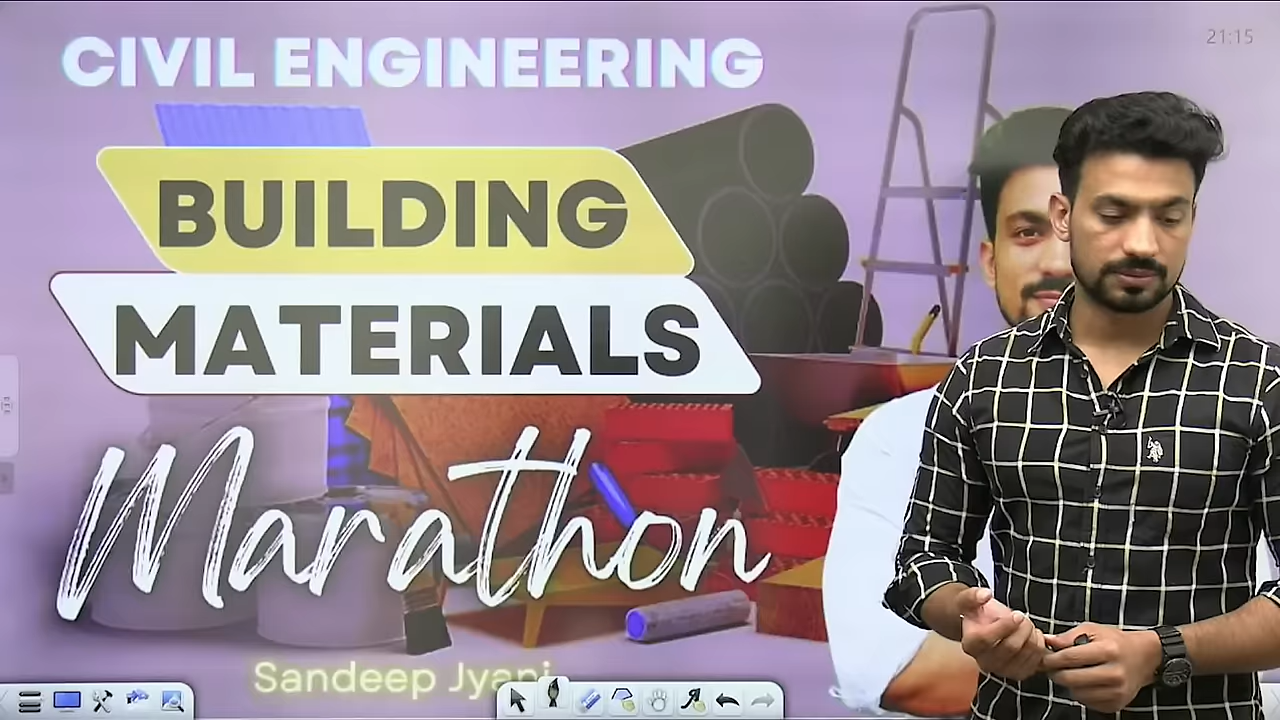 CIVIL ENGINEERING
21:15
BUILDING
MATERIALS
Marathon
Sandeep Jyani